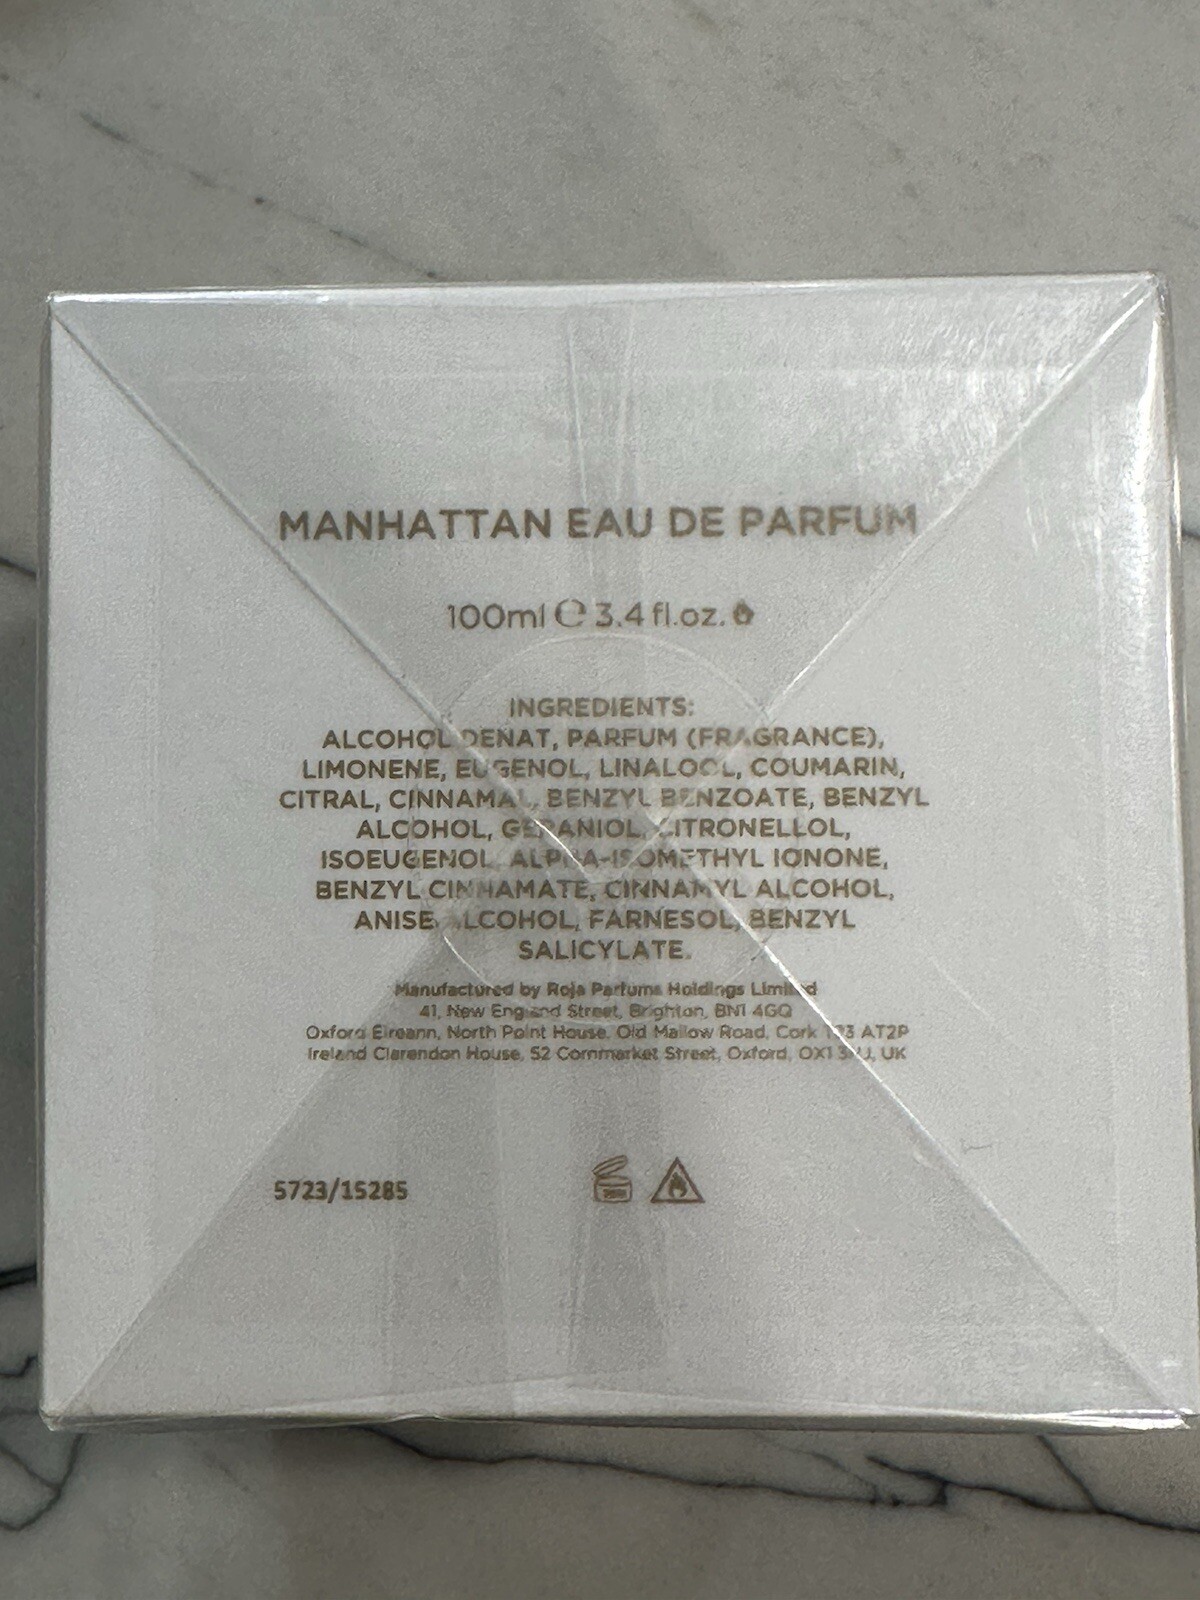 MANHATTAN EAU DE PARFUM
100ml ℮ 3.4 fl.oz.
INGREDIENTS:
ALCOHOL DENAT, PARFUM (FRAGRANCE),
LIMONENE, EUGENOL, LINALOOL, COUMARIN,
CITRAL, CINNAMAL, BENZYL BENZOATE, BENZYL
ALCOHOL, GERANIOL, CITRONELLOL,
ISOEUGENOL, ALPHA-ISOMETHYL IONONE,
BENZYL CINNAMATE, CINNAMYL ALCOHOL,
ANISE ALCOHOL, FARNESOL, BENZYL
SALICYLATE.
Manufactured by Roja Parfums Holdings Limited
41, New England Street, Brighton, BN1 4GQ
Oxford Eireann, North Point House, Old Mallow Road, Cork AT2P
Ireland Clarendon House, 52 Cornmarket Street, Oxford, OX1 UK
5723/15285